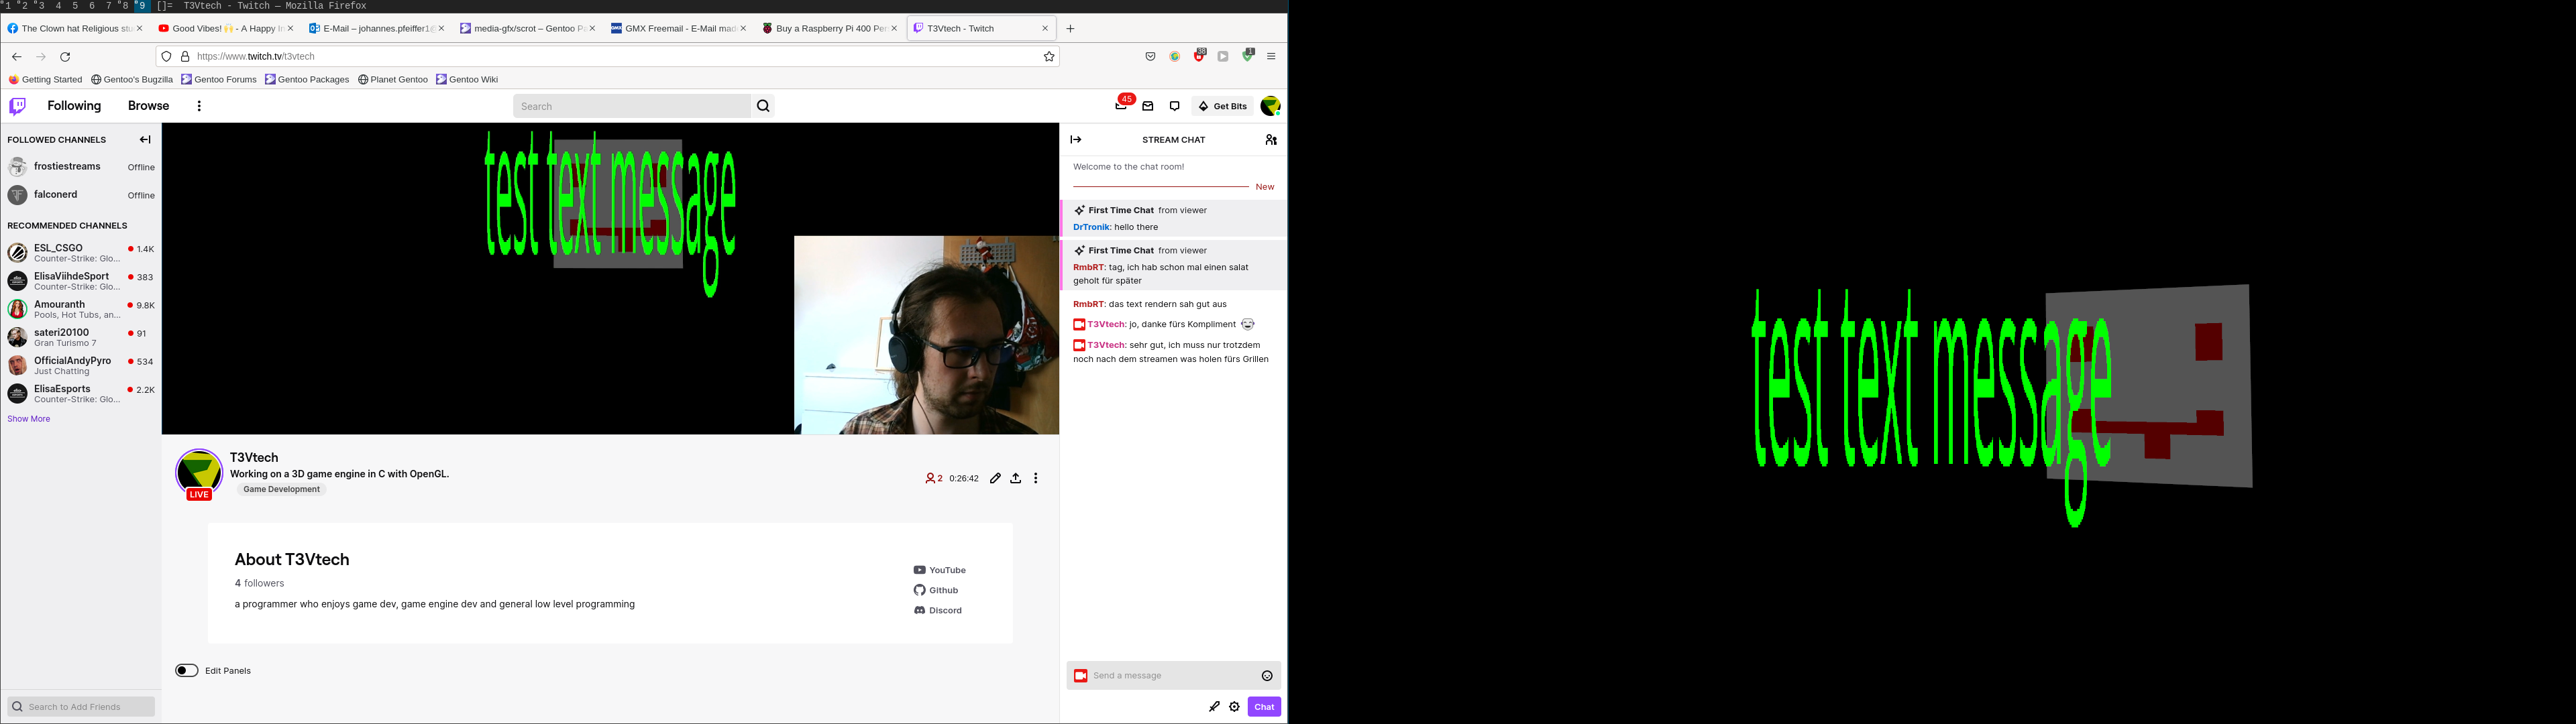 1 2 3 4 5 6 7 8 9 []= T3Vtech - Twitch — Mozilla Firefox
The Clown hat Religious stu
Good Vibes! 🙌 - A Happy In
E-Mail – johannes.pfeiffer1@
media-gfx/scrot – Gentoo P
GMX Freemail - E-Mail mad
Buy a Raspberry Pi 400 Per
T3Vtech - Twitch
https://www.twitch.tv/t3vtech
Getting Started
Gentoo's Bugzilla
Gentoo Forums
Gentoo Packages
Planet Gentoo
Gentoo Wiki
Following
Browse
Search
45
Get Bits
FOLLOWED CHANNELS
frostiestreams Offline
falconerd Offline
RECOMMENDED CHANNELS
ESL_CSGO 1.4K
Counter-Strike: Glo...
ElisaViihdeSport 383
Counter-Strike: Glo...
Amouranth 9.8K
Pools, Hot Tubs, an...
sateri20100 91
Gran Turismo 7
OfficialAndyPyro 534
Just Chatting
ElisaEsports 2.2K
Counter-Strike: Glo...
Show More
Search to Add Friends
test text message
T3Vtech
Working on a 3D game engine in C with OpenGL.
Game Development
LIVE
2 0:26:42
About T3Vtech
4 followers
a programmer who enjoys game dev, game engine dev and general low level programming
YouTube
Github
Discord
Edit Panels
STREAM CHAT
Welcome to the chat room!
New
First Time Chat from viewer
DrTronik: hello there
First Time Chat from viewer
RmbRT: tag, ich hab schon mal einen salat
geholt für später
RmbRT: das text rendern sah gut aus
T3Vtech: jo, danke fürs Kompliment
T3Vtech: sehr gut, ich muss nur trotzdem
noch nach dem streamen was holen fürs Grillen
Send a message
Chat
test text message